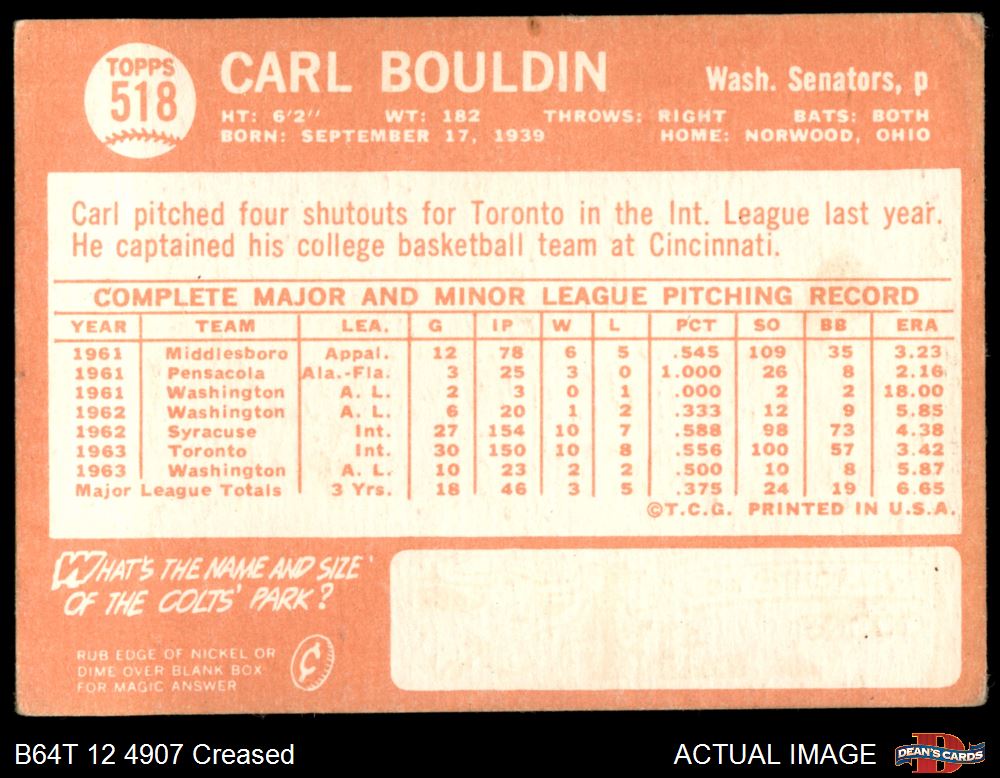 TOPPS
518
CARL BOULDIN
Wash. Senators, p
HT: 6'2'' WT: 182 THROWS: RIGHT BATS: BOTH
BORN: SEPTEMBER 17, 1939 HOME: NORWOOD, OHIO
Carl pitched four shutouts for Toronto in the Int. League last year.
He captained his college basketball team at Cincinnati.
COMPLETE MAJOR AND MINOR LEAGUE PITCHING RECORD
YEAR TEAM LEA. G IP W L PCT SO BB ERA
1961 Middlesboro Appal. 12 78 6 5 .545 109 35 3.23
1961 Pensacola Ala.-Fla. 3 25 3 0 1.000 26 8 2.16
1961 Washington A. L. 2 3 0 1 .000 2 2 18.00
1962 Washington A. L. 6 20 1 2 .333 12 9 5.85
1962 Syracuse Int. 27 154 10 7 .588 98 73 4.38
1963 Toronto Int. 30 150 10 8 .556 100 57 3.42
1963 Washington A. L. 10 23 2 2 .500 10 8 5.87
Major League Totals 3 Yrs. 18 46 3 5 .375 24 19 6.65
©T.C.G. PRINTED IN U.S.A.
WHAT'S THE NAME AND SIZE
OF THE COLTS' PARK?
RUB EDGE OF NICKEL OR
DIME OVER BLANK BOX
FOR MAGIC ANSWER
B64T 12 4907 Creased
ACTUAL IMAGE
DEAN'S CARDS